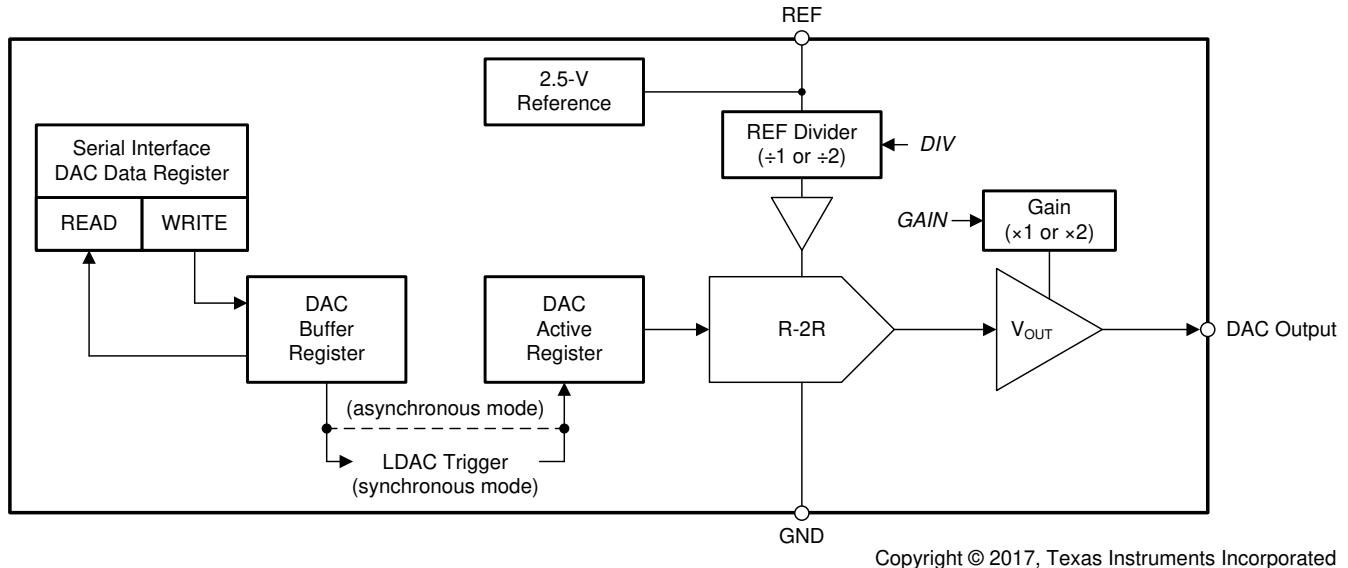 REF
2.5-V
Reference
REF Divider
(÷1 or ÷2)
DIV
Serial Interface
DAC Data Register
READ
WRITE
GAIN
Gain
(×1 or ×2)
DAC
Buffer
Register
DAC
Active
Register
R-2R
VOUT
DAC Output
(asynchronous mode)
LDAC Trigger
(synchronous mode)
GND
Copyright © 2017, Texas Instruments Incorporated